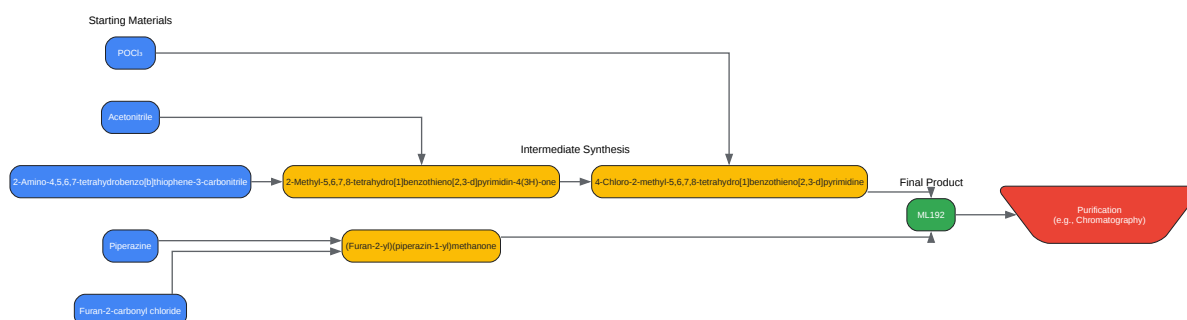 Starting Materials
POCl₃
Acetonitrile
Intermediate Synthesis
2-Amino-4,5,6,7-tetrahydrobenzo[b]thiophene-3-carbonitrile
2-Methyl-5,6,7,8-tetrahydro[1]benzothieno[2,3-d]pyrimidin-4(3H)-one
4-Chloro-2-methyl-5,6,7,8-tetrahydro[1]benzothieno[2,3-d]pyrimidine
Final Product
ML192
Purification
(e.g., Chromatography)
Piperazine
(Furan-2-yl)(piperazin-1-yl)methanone
Furan-2-carbonyl chloride